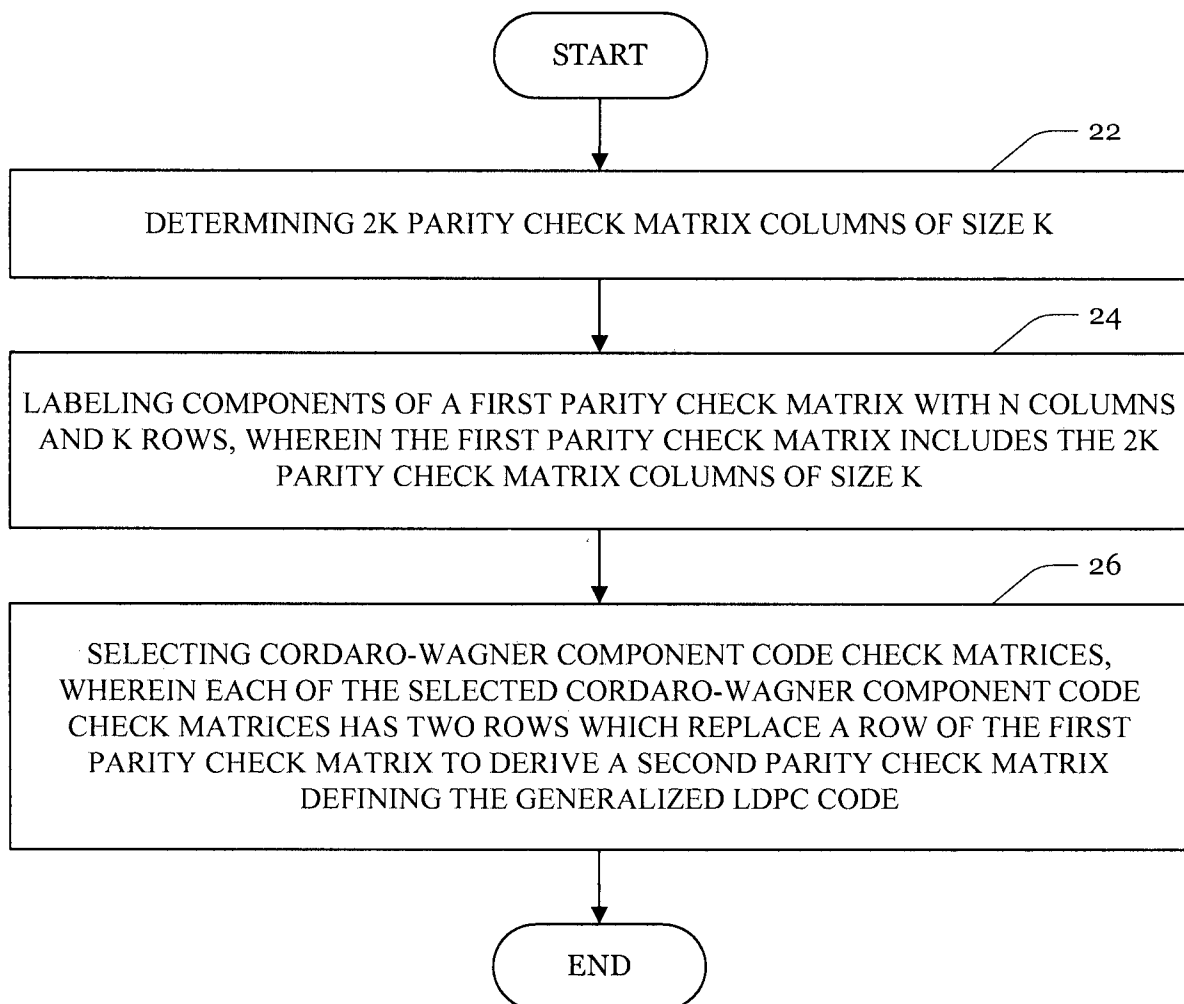 START
22
DETERMINING 2K PARITY CHECK MATRIX COLUMNS OF SIZE K
24
LABELING COMPONENTS OF A FIRST PARITY CHECK MATRIX WITH N COLUMNS
AND K ROWS, WHEREIN THE FIRST PARITY CHECK MATRIX INCLUDES THE 2K
PARITY CHECK MATRIX COLUMNS OF SIZE K
26
SELECTING CORDARO-WAGNER COMPONENT CODE CHECK MATRICES,
WHEREIN EACH OF THE SELECTED CORDARO-WAGNER COMPONENT CODE
CHECK MATRICES HAS TWO ROWS WHICH REPLACE A ROW OF THE FIRST
PARITY CHECK MATRIX TO DERIVE A SECOND PARITY CHECK MATRIX
DEFINING THE GENERALIZED LDPC CODE
END